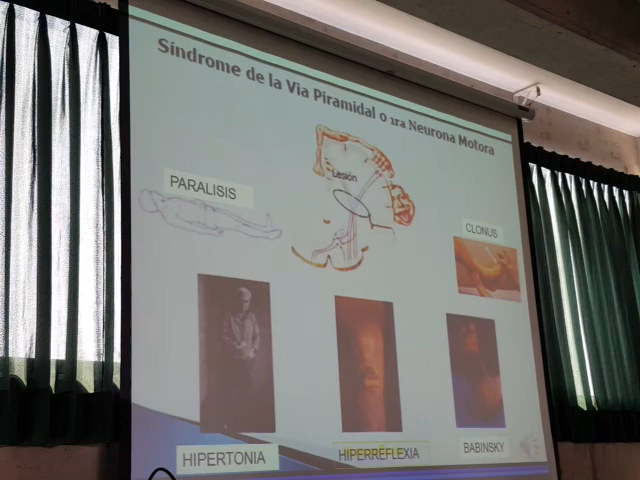 Síndrome de la Via Piramidal o 1ra Neurona Motora
Lesión
PARALISIS
CLONUS
HIPERTONIA
HIPERREFLEXIA
BABINSKY